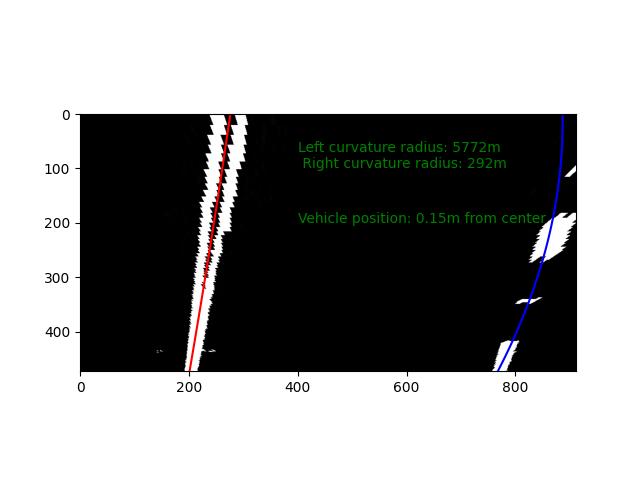 0
Left curvature radius: 5772m
Right curvature radius: 292m
100
Vehicle position: 0.15m from center
200
300
400
0 200 400 600 800